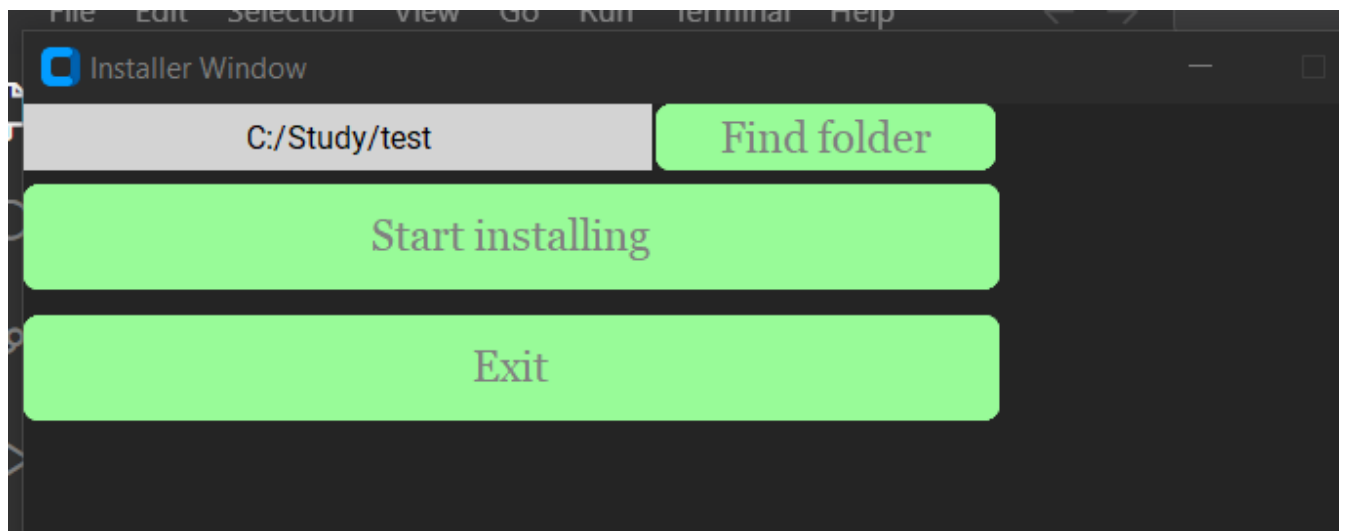 File Edit Selection View Go Run Terminal Help
Installer Window
C:/Study/test Find folder
Start installing
Exit